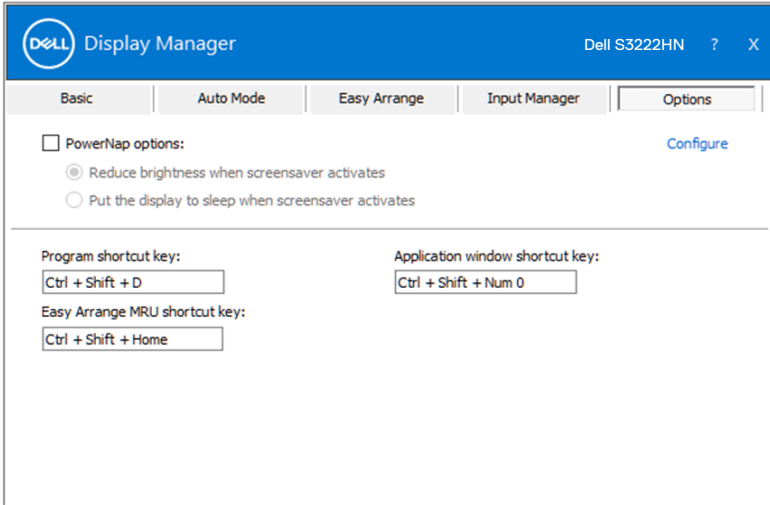 DELL Display Manager Dell S3222HN ? X
Basic Auto Mode Easy Arrange Input Manager Options
PowerNap options: Configure
Reduce brightness when screensaver activates
Put the display to sleep when screensaver activates
Program shortcut key: Application window shortcut key:
Ctrl + Shift + D Ctrl + Shift + Num 0
Easy Arrange MRU shortcut key:
Ctrl + Shift + Home